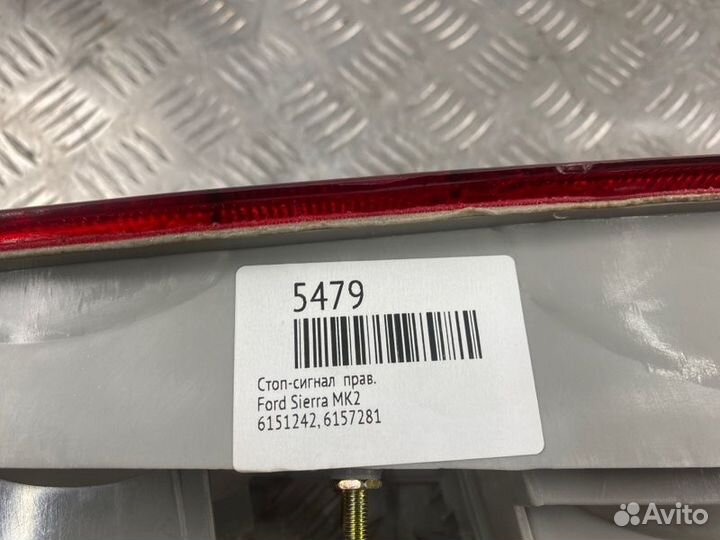 5479
Стоп-сигнал прав.
Ford Sierra MK2
6151242, 6157281
Avito